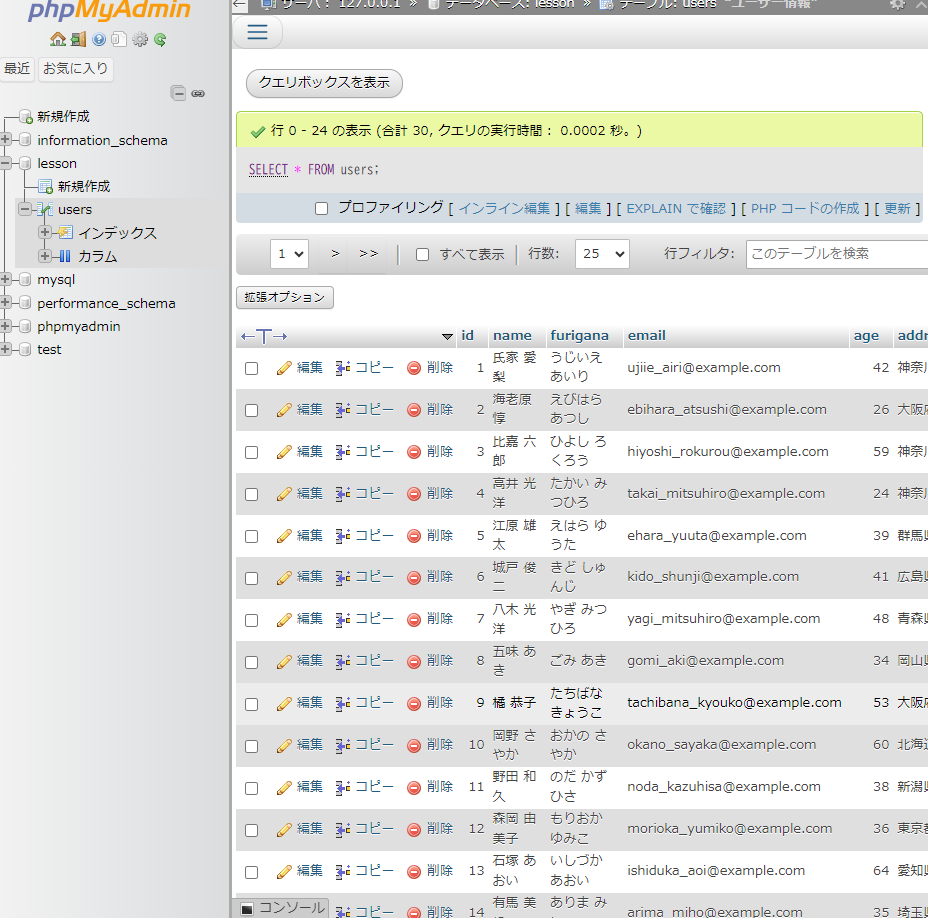 phpMyAdmin
最近 お気に入り
新規作成
information_schema
lesson
新規作成
users
インデックス
カラム
mysql
performance_schema
phpmyadmin
test
サーバ: 127.0.0.1 » データベース: lesson » テーブル: users "ユーザー情報"
クエリボックスを表示
行 0 - 24 の表示 (合計 30, クエリの実行時間： 0.0002 秒。)
SELECT * FROM users;
プロファイリング [ インライン編集 ] [ 編集 ] [ EXPLAIN で確認 ] [ PHP コードの作成 ] [ 更新 ]
1 > >> すべて表示 行数: 25 行フィルタ: このテーブルを検索
拡張オプション
←T→ id name furigana email age addr
編集 コピー 削除 1 氏家 愛梨 うじいえ あいり ujiie_airi@example.com 42 神奈川
編集 コピー 削除 2 海老原 惇 えびはら あつし ebihara_atsushi@example.com 26 大阪府
編集 コピー 削除 3 比嘉 六郎 ひよし ろくろう hiyoshi_rokurou@example.com 59 神奈川
編集 コピー 削除 4 高井 光洋 たかい みつひろ takai_mitsuhiro@example.com 24 神奈川
編集 コピー 削除 5 江原 雄太 えはら ゆうた ehara_yuuta@example.com 39 群馬県
編集 コピー 削除 6 城戸 俊二 きど しゅんじ kido_shunji@example.com 41 広島県
編集 コピー 削除 7 八木 光洋 やぎ みつひろ yagi_mitsuhiro@example.com 48 青森県
編集 コピー 削除 8 五味 あき ごみ あき gomi_aki@example.com 34 岡山県
編集 コピー 削除 9 橘 恭子 たちばな きょうこ tachibana_kyouko@example.com 53 大阪府
編集 コピー 削除 10 岡野 さやか おかの さやか okano_sayaka@example.com 60 北海道
編集 コピー 削除 11 野田 和久 のだ かずひさ noda_kazuhisa@example.com 38 新潟県
編集 コピー 削除 12 森岡 由美子 もりおか ゆみこ morioka_yumiko@example.com 36 東京都
編集 コピー 削除 13 石塚 あおい いしづか あおい ishiduka_aoi@example.com 64 愛知県
コピー 削除 14 有馬 美 ありま み arima_miho@example.com 35 埼玉県
コンソール